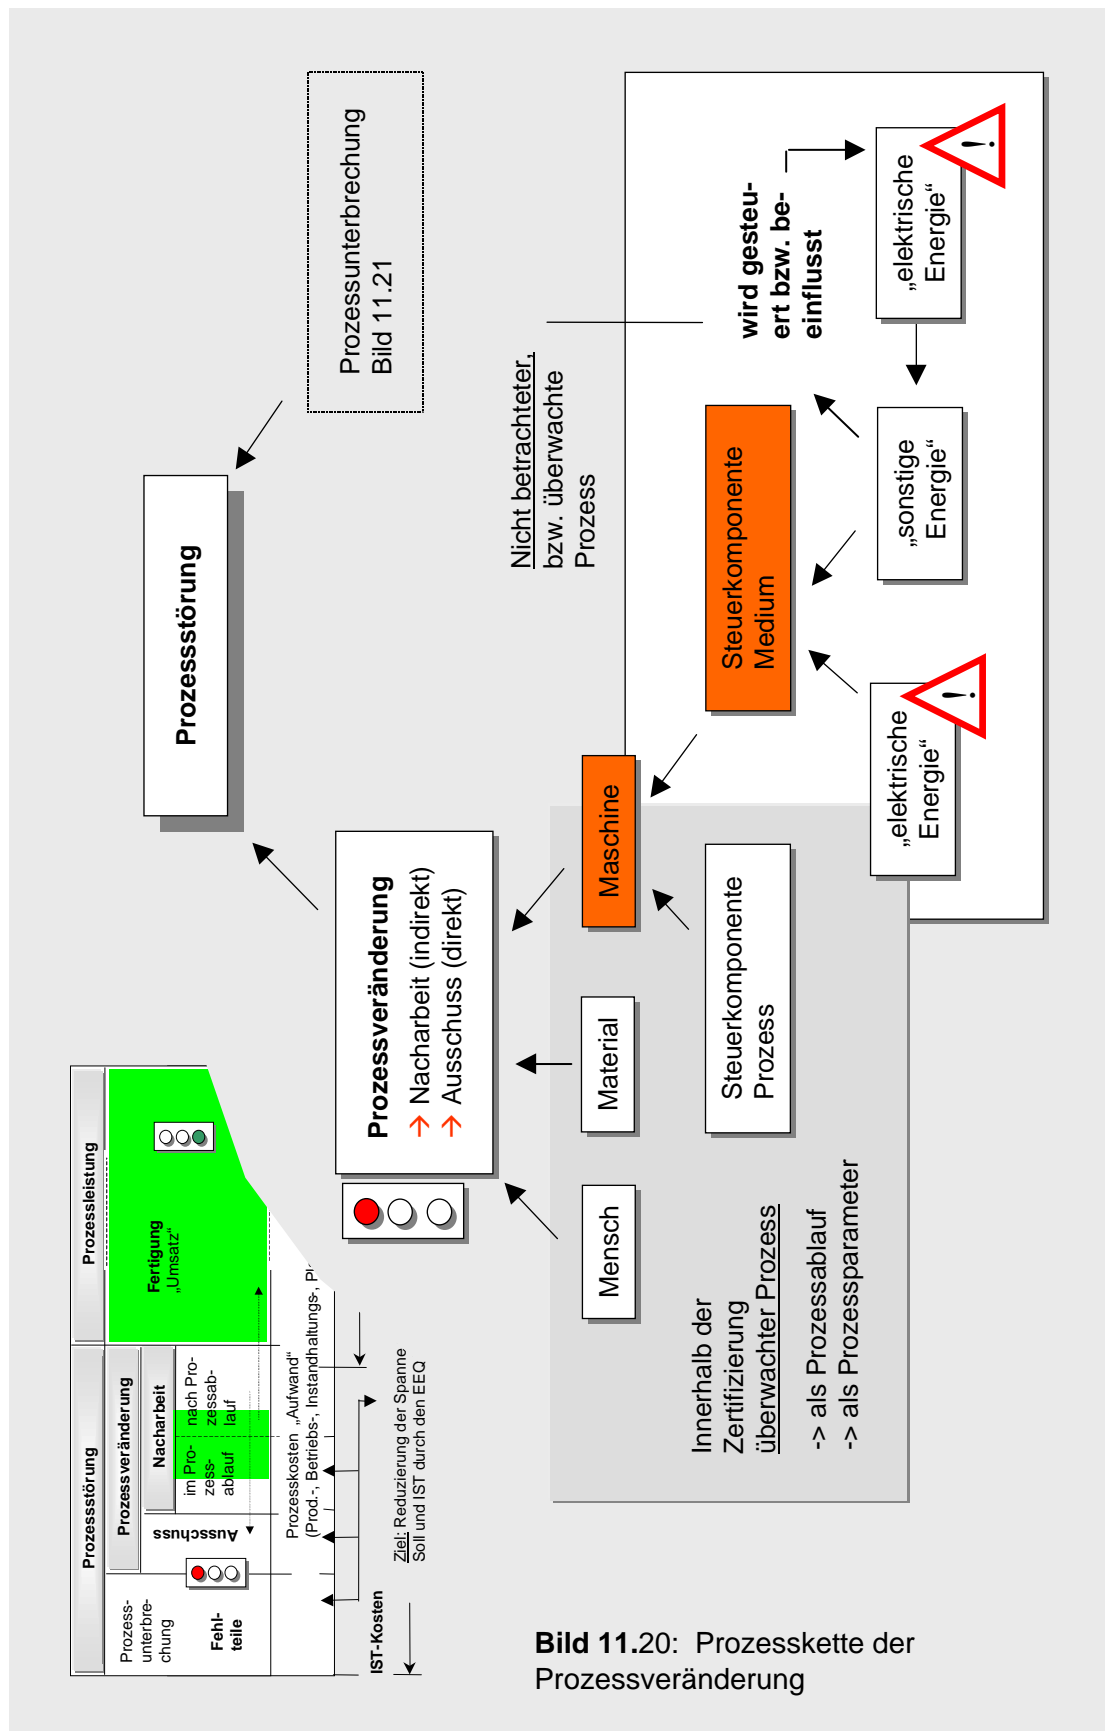 Prozessstörung
Prozessleistung
Prozessveränderung
Nacharbeit
Prozess-
unterbre-
chung
Fehl-
teile
Ausschuss
im Pro-
zess-
ablauf
nach Pro-
zessab-
lauf
Fertigung
„Umsatz“
Prozesskosten „Aufwand“
(Prod.-, Betriebs-, Instandhaltungs-,
IST-Kosten
Ziel: Reduzierung der Spanne
Soll und IST durch den EEQ
Prozessstörung
Prozessunterbrechung
Bild 11.21
Prozessveränderung
→ Nacharbeit (indirekt)
→ Ausschuss (direkt)
Nicht betrachteter,
bzw. überwachte
Prozess
Mensch
Material
Maschine
Steuerkomponente
Prozess
Steuerkomponente
Medium
wird gesteu-
ert bzw. be-
einflusst
Innerhalb der
Zertifizierung
überwachter Prozess
-> als Prozessablauf
-> als Prozessparameter
„elektrische
Energie“
!
„sonstige
Energie“
„elektrische
Energie“
!
Bild 11.20: Prozesskette der
Prozessveränderung